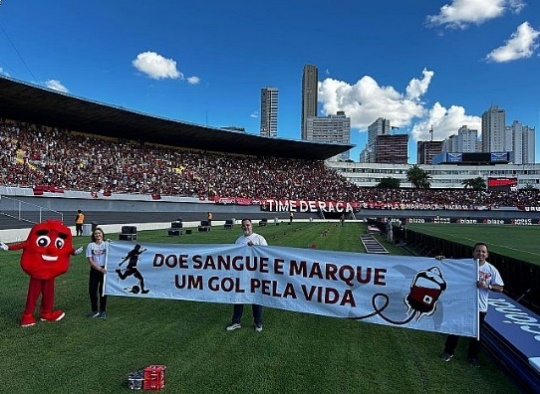 TIME DE RAÇA
DOE SANGUE E MARQUE
UM GOL PELA VIDA